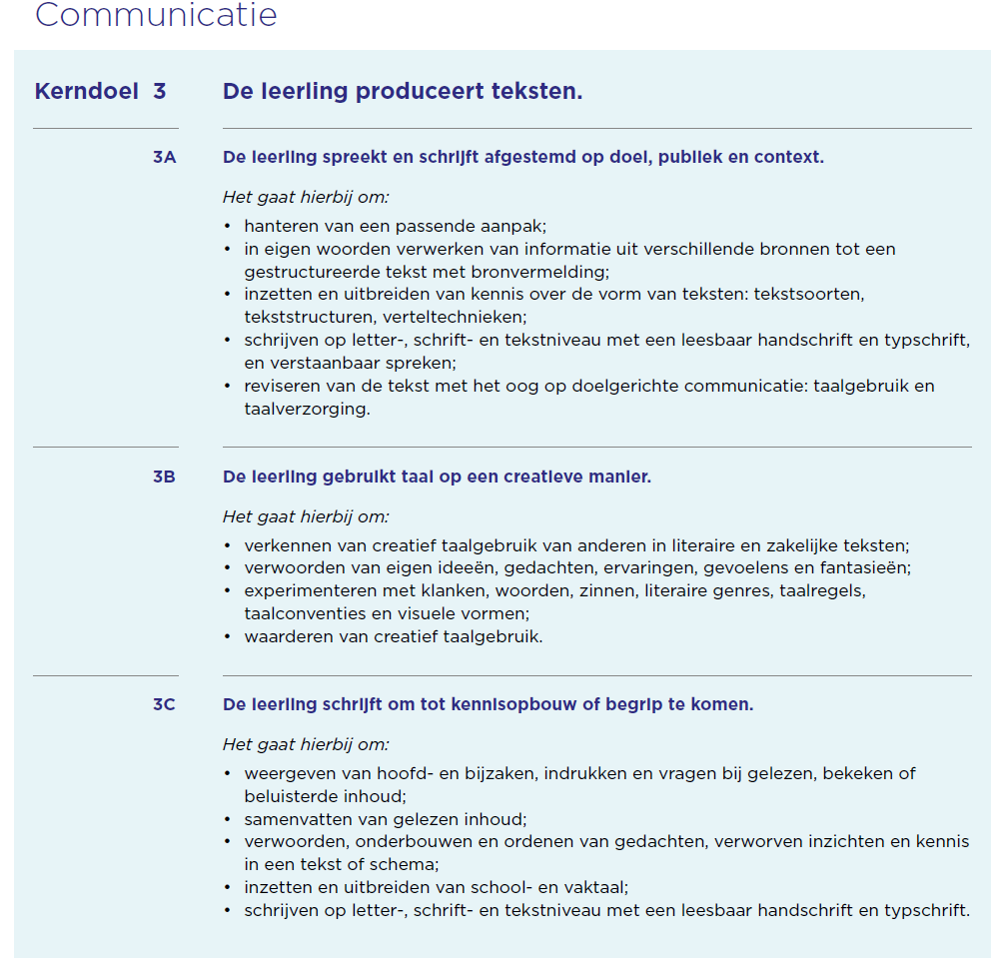 Communicatie
Kerndoel 3 De leerling produceert teksten.
3A De leerling spreekt en schrijft afgestemd op doel, publiek en context.
Het gaat hierbij om:
• hanteren van een passende aanpak;
• in eigen woorden verwerken van informatie uit verschillende bronnen tot een
gestructureerde tekst met bronvermelding;
• inzetten en uitbreiden van kennis over de vorm van teksten: tekstsoorten,
tekststructuren, verteltechnieken;
• schrijven op letter-, schrift- en tekstniveau met een leesbaar handschrift en typschrift,
en verstaanbaar spreken;
• reviseren van de tekst met het oog op doelgerichte communicatie: taalgebruik en
taalverzorging.
3B De leerling gebruikt taal op een creatieve manier.
Het gaat hierbij om:
• verkennen van creatief taalgebruik van anderen in literaire en zakelijke teksten;
• verwoorden van eigen ideeën, gedachten, ervaringen, gevoelens en fantasieën;
• experimenteren met klanken, woorden, zinnen, literaire genres, taalregels,
taalconventies en visuele vormen;
• waarderen van creatief taalgebruik.
3C De leerling schrijft om tot kennisopbouw of begrip te komen.
Het gaat hierbij om:
• weergeven van hoofd- en bijzaken, indrukken en vragen bij gelezen, bekeken of
beluisterde inhoud;
• samenvatten van gelezen inhoud;
• verwoorden, onderbouwen en ordenen van gedachten, verworven inzichten en kennis
in een tekst of schema;
• inzetten en uitbreiden van school- en vaktaal;
• schrijven op letter-, schrift- en tekstniveau met een leesbaar handschrift en typschrift.